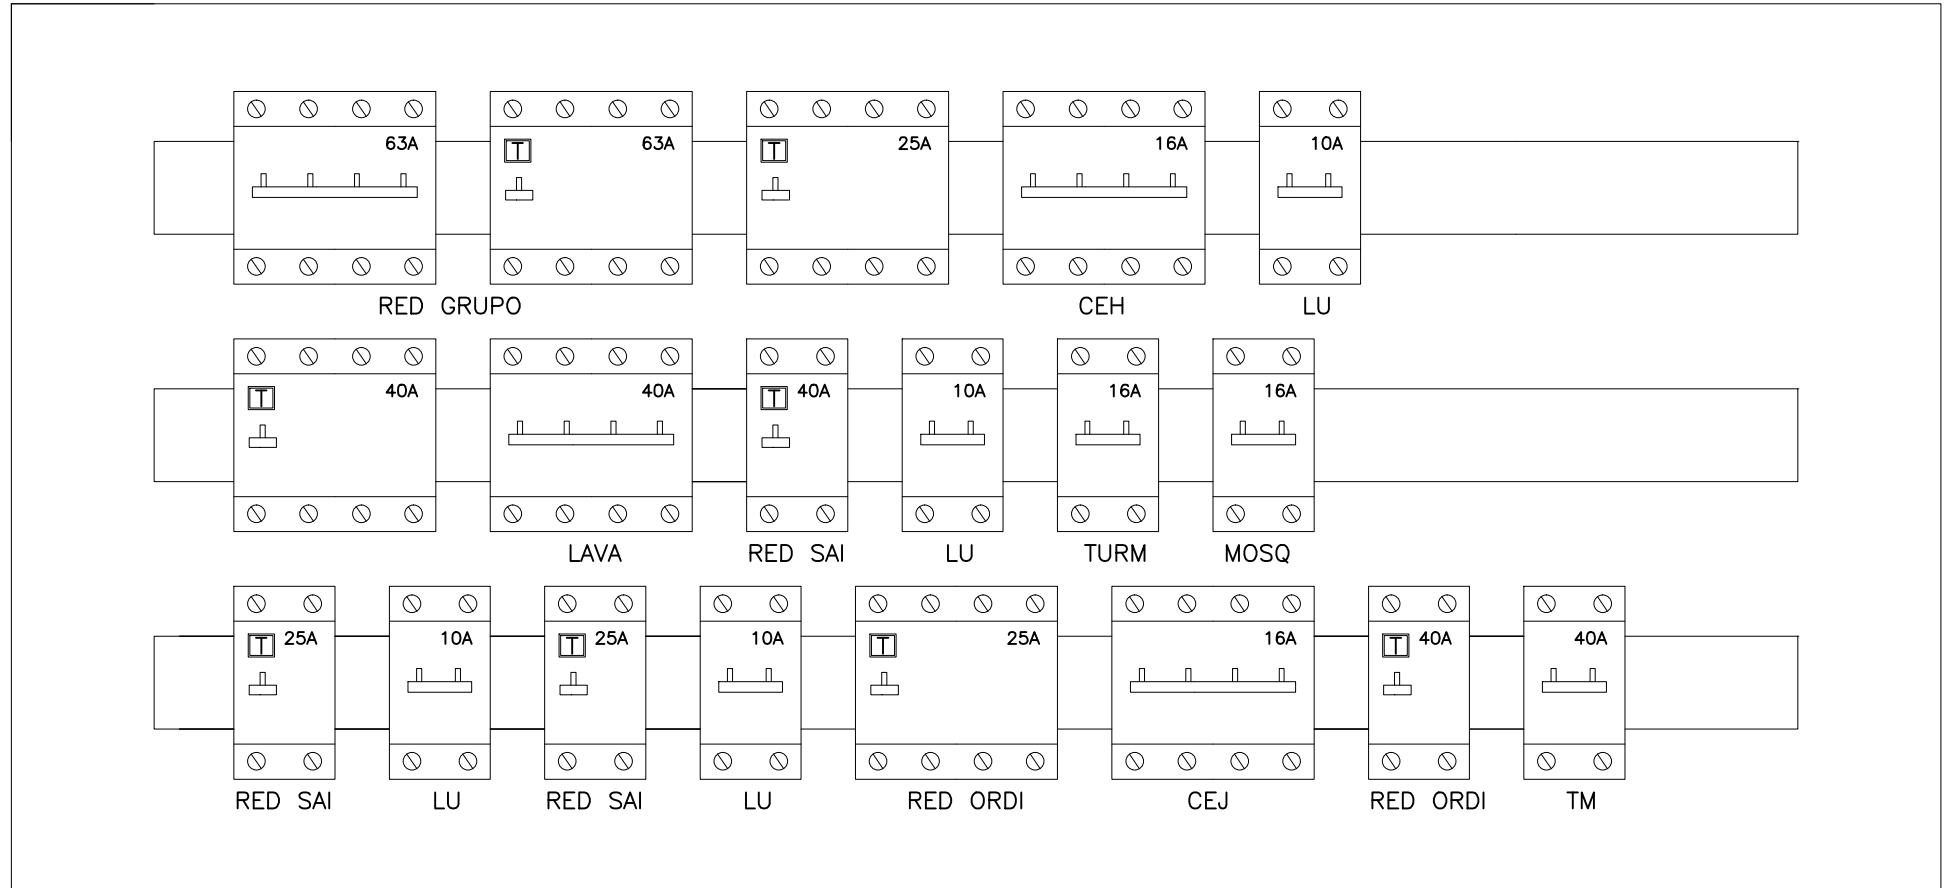 63A
T 63A
T 25A
16A
10A
RED GRUPO
CEH
LU
T 40A
40A
T 40A
10A
16A
16A
LAVA
RED SAI
LU
TURM
MOSQ
T 25A
10A
T 25A
10A
T 25A
16A
T 40A
40A
RED SAI
LU
RED SAI
LU
RED ORDI
CEJ
RED ORDI
TM